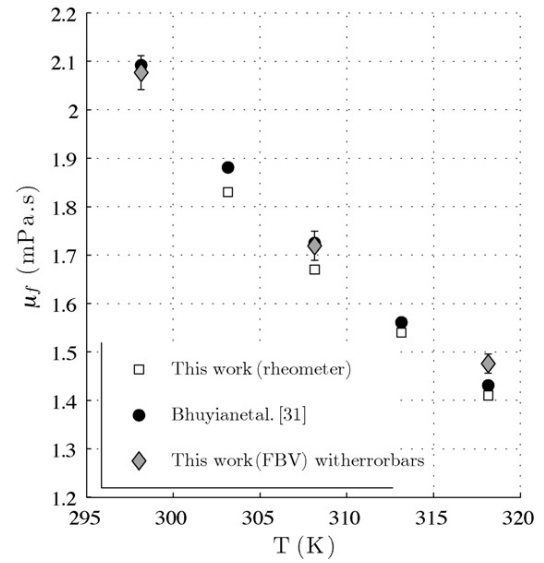 2.2
2.1
2
1.9
1.8
1.7
1.6
1.5
1.4
1.3
1.2
μf (mPa.s)
This work (rheometer)
Bhuyianetal. [31]
This work (FBV) witherrorbars
295 300 305 310 315 320
T (K)